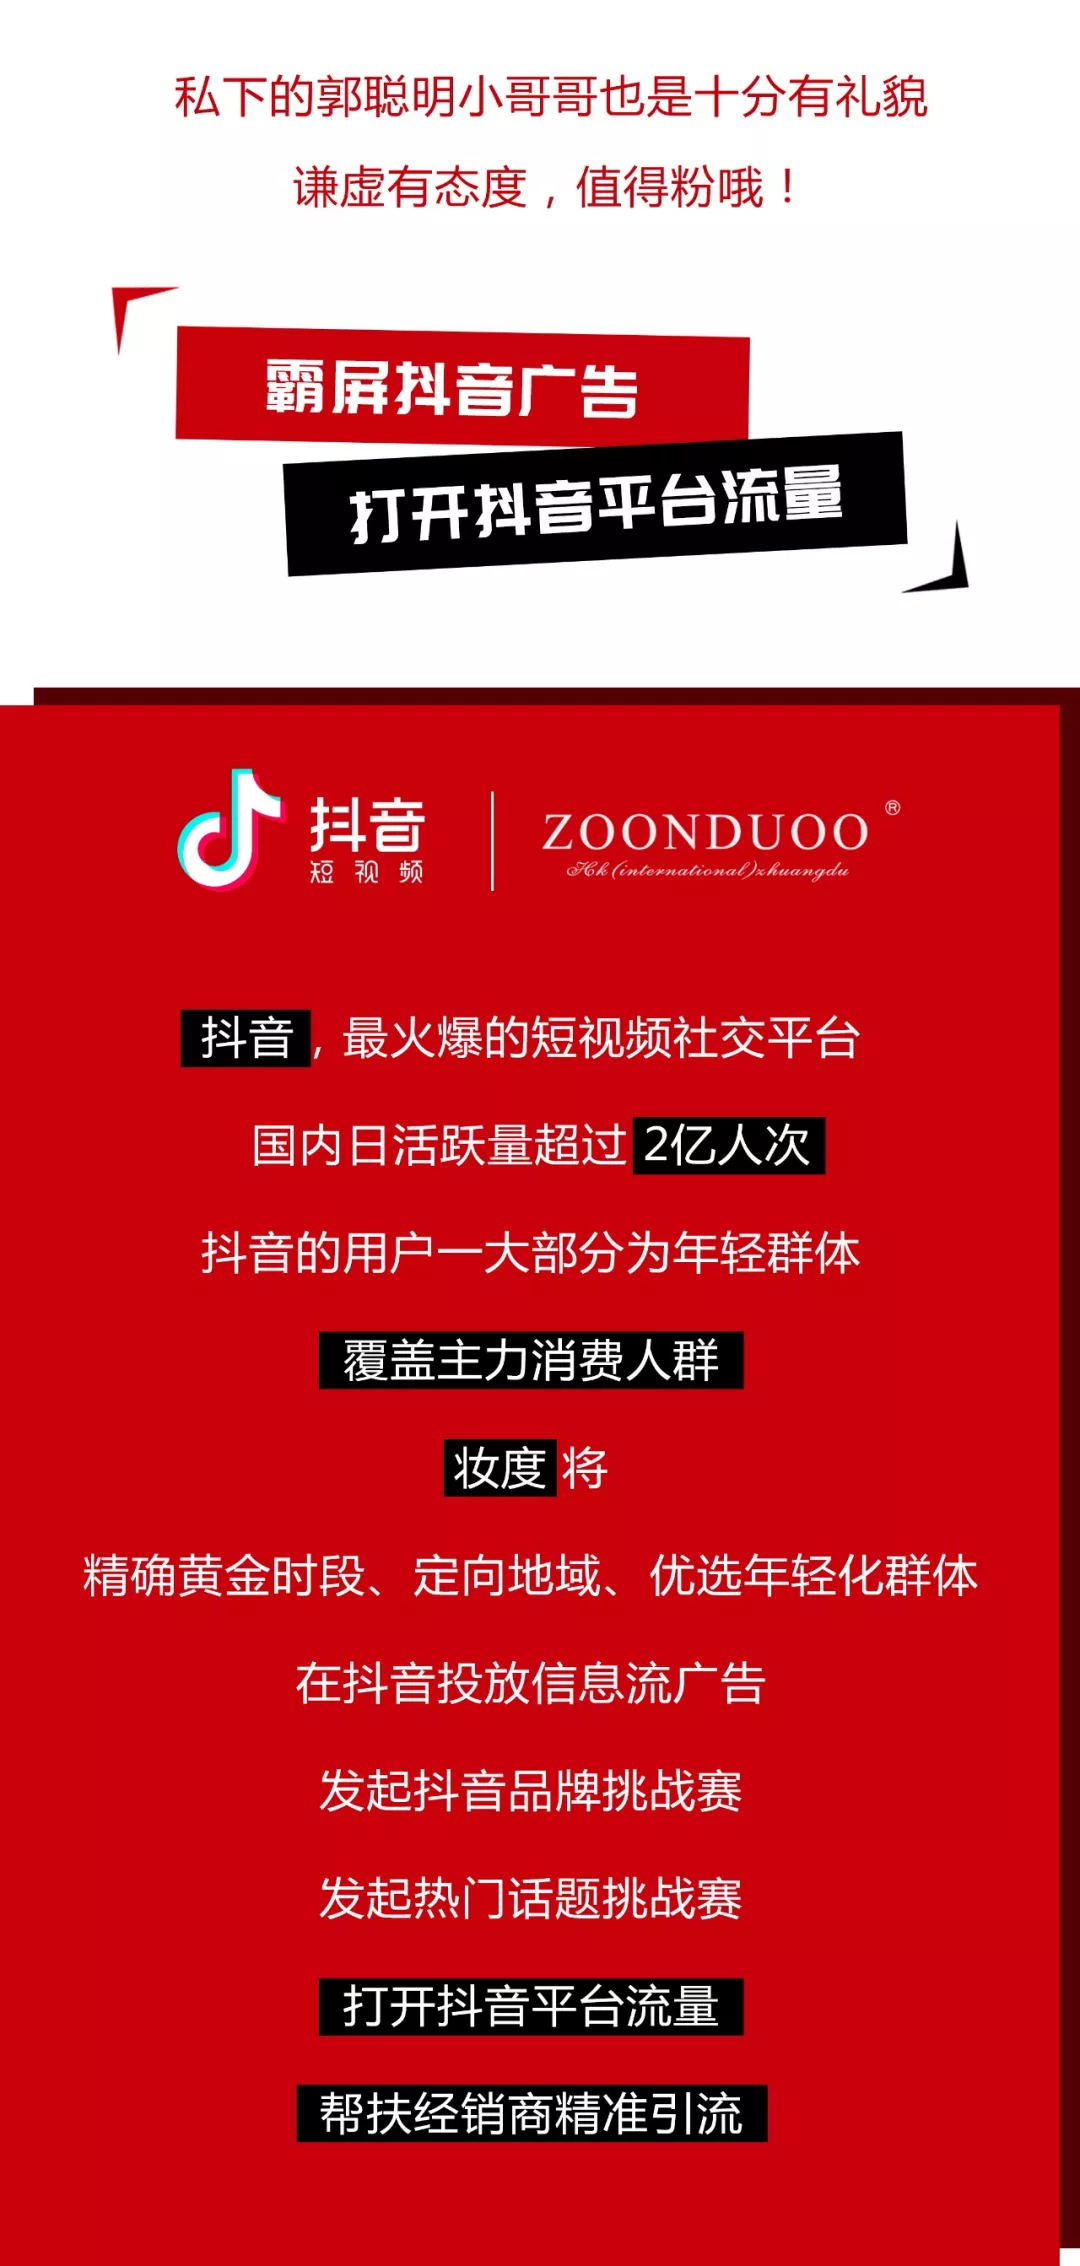 私下的郭聪明小哥哥也是十分有礼貌
谦虚有态度，值得粉哦！
霸屏抖音广告
打开抖音平台流量
抖音
短视频
ZOONDUOO®
Hk(international)zhuangdu
抖音，最火爆的短视频社交平台
国内日活跃量超过2亿人次
抖音的用户一大部分为年轻群体
覆盖主力消费人群
妆度将
精确黄金时段、定向地域、优选年轻化群体
在抖音投放信息流广告
发起抖音品牌挑战赛
发起热门话题挑战赛
打开抖音平台流量
帮扶经销商精准引流